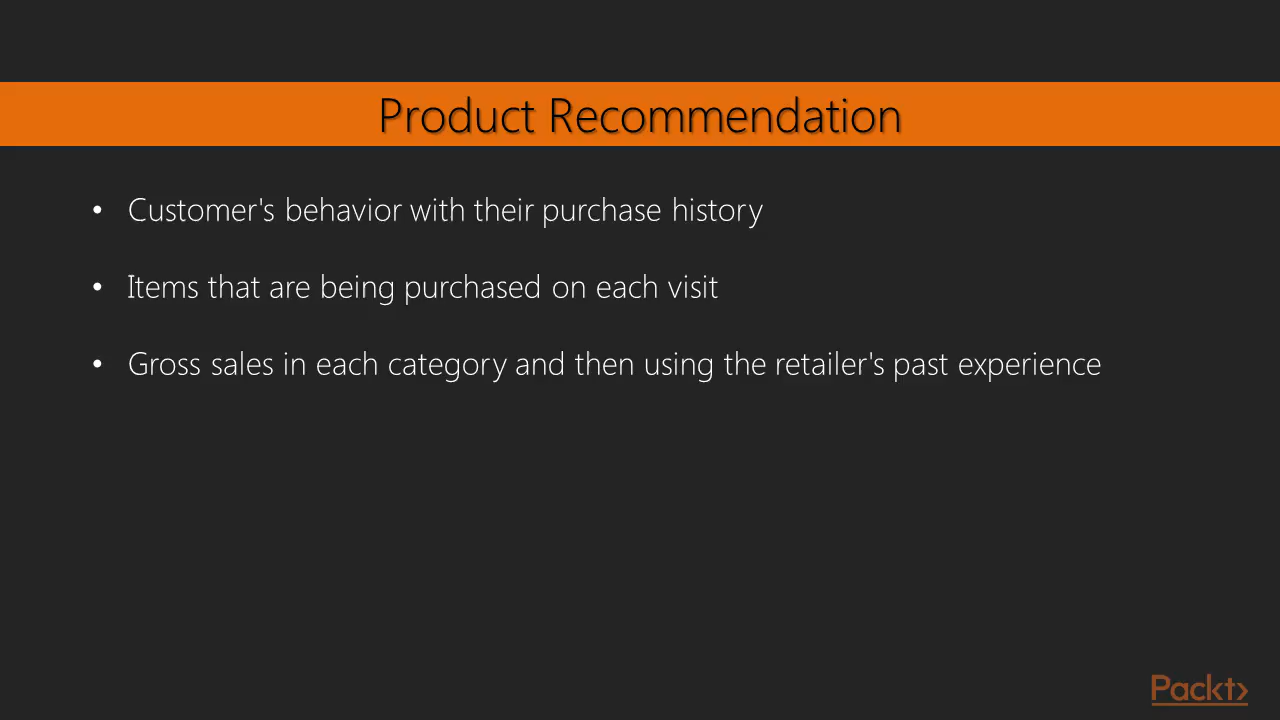 Product Recommendation
• Customer's behavior with their purchase history
• Items that are being purchased on each visit
• Gross sales in each category and then using the retailer's past experience
Packt>